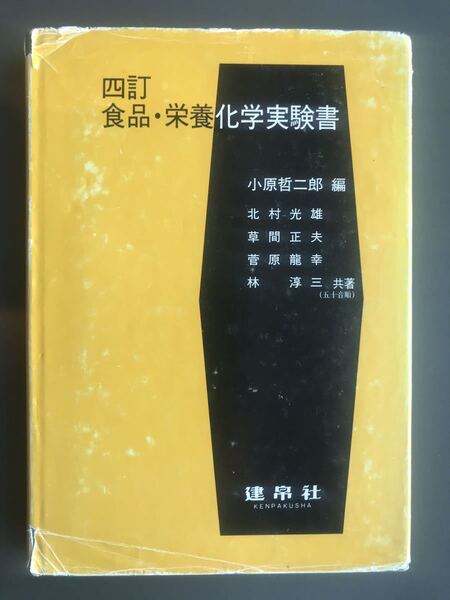 四訂
食品・栄養化学実験書
小原哲二郎 編
北村光雄
草間正夫
菅原龍幸
林 淳三 共著
(五十音順)
建帛社
KENPAKUSHA